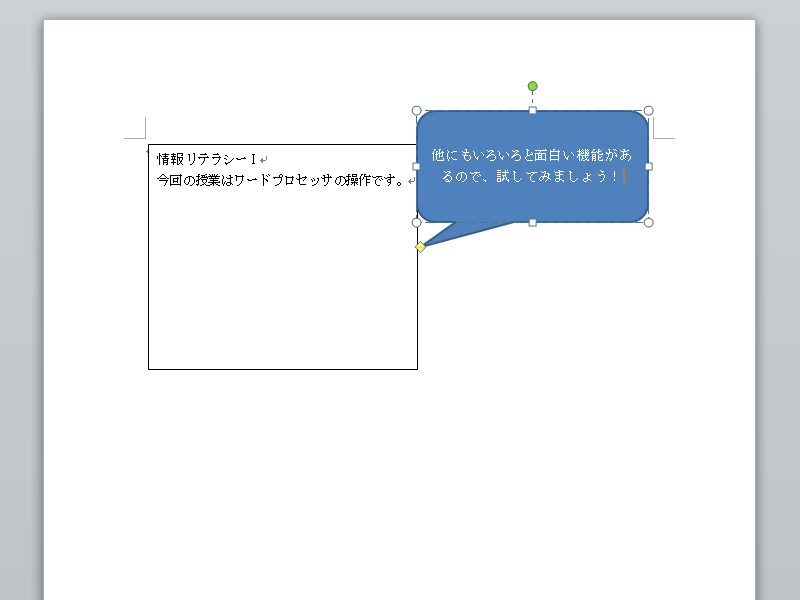 情報リテラシーⅠ
今回の授業はワードプロセッサの操作です。
他にもいろいろと面白い機能があ
るので、試してみましょう！